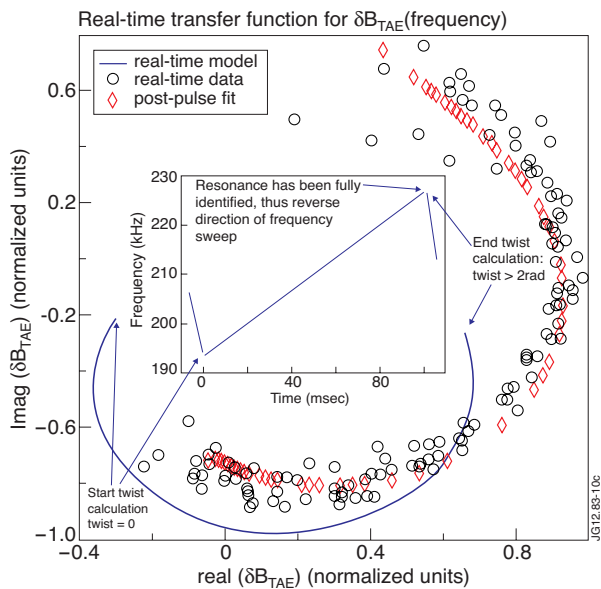 Real-time transfer function for δB_TAE(frequency)
real-time model
real-time data
post-pulse fit
Imag (δB_TAE) (normalized units)
0.6
0.2
-0.2
-0.6
-1.0
-0.4
0
0.4
0.8
real (δB_TAE) (normalized units)
Frequency (kHz)
230
220
210
200
190
0
40
80
Time (msec)
Resonance has been fully
identified, thus reverse
direction of frequency
sweep
End twist
calculation:
twist > 2rad
Start twist
calculation
twist = 0
JG12.83-10c